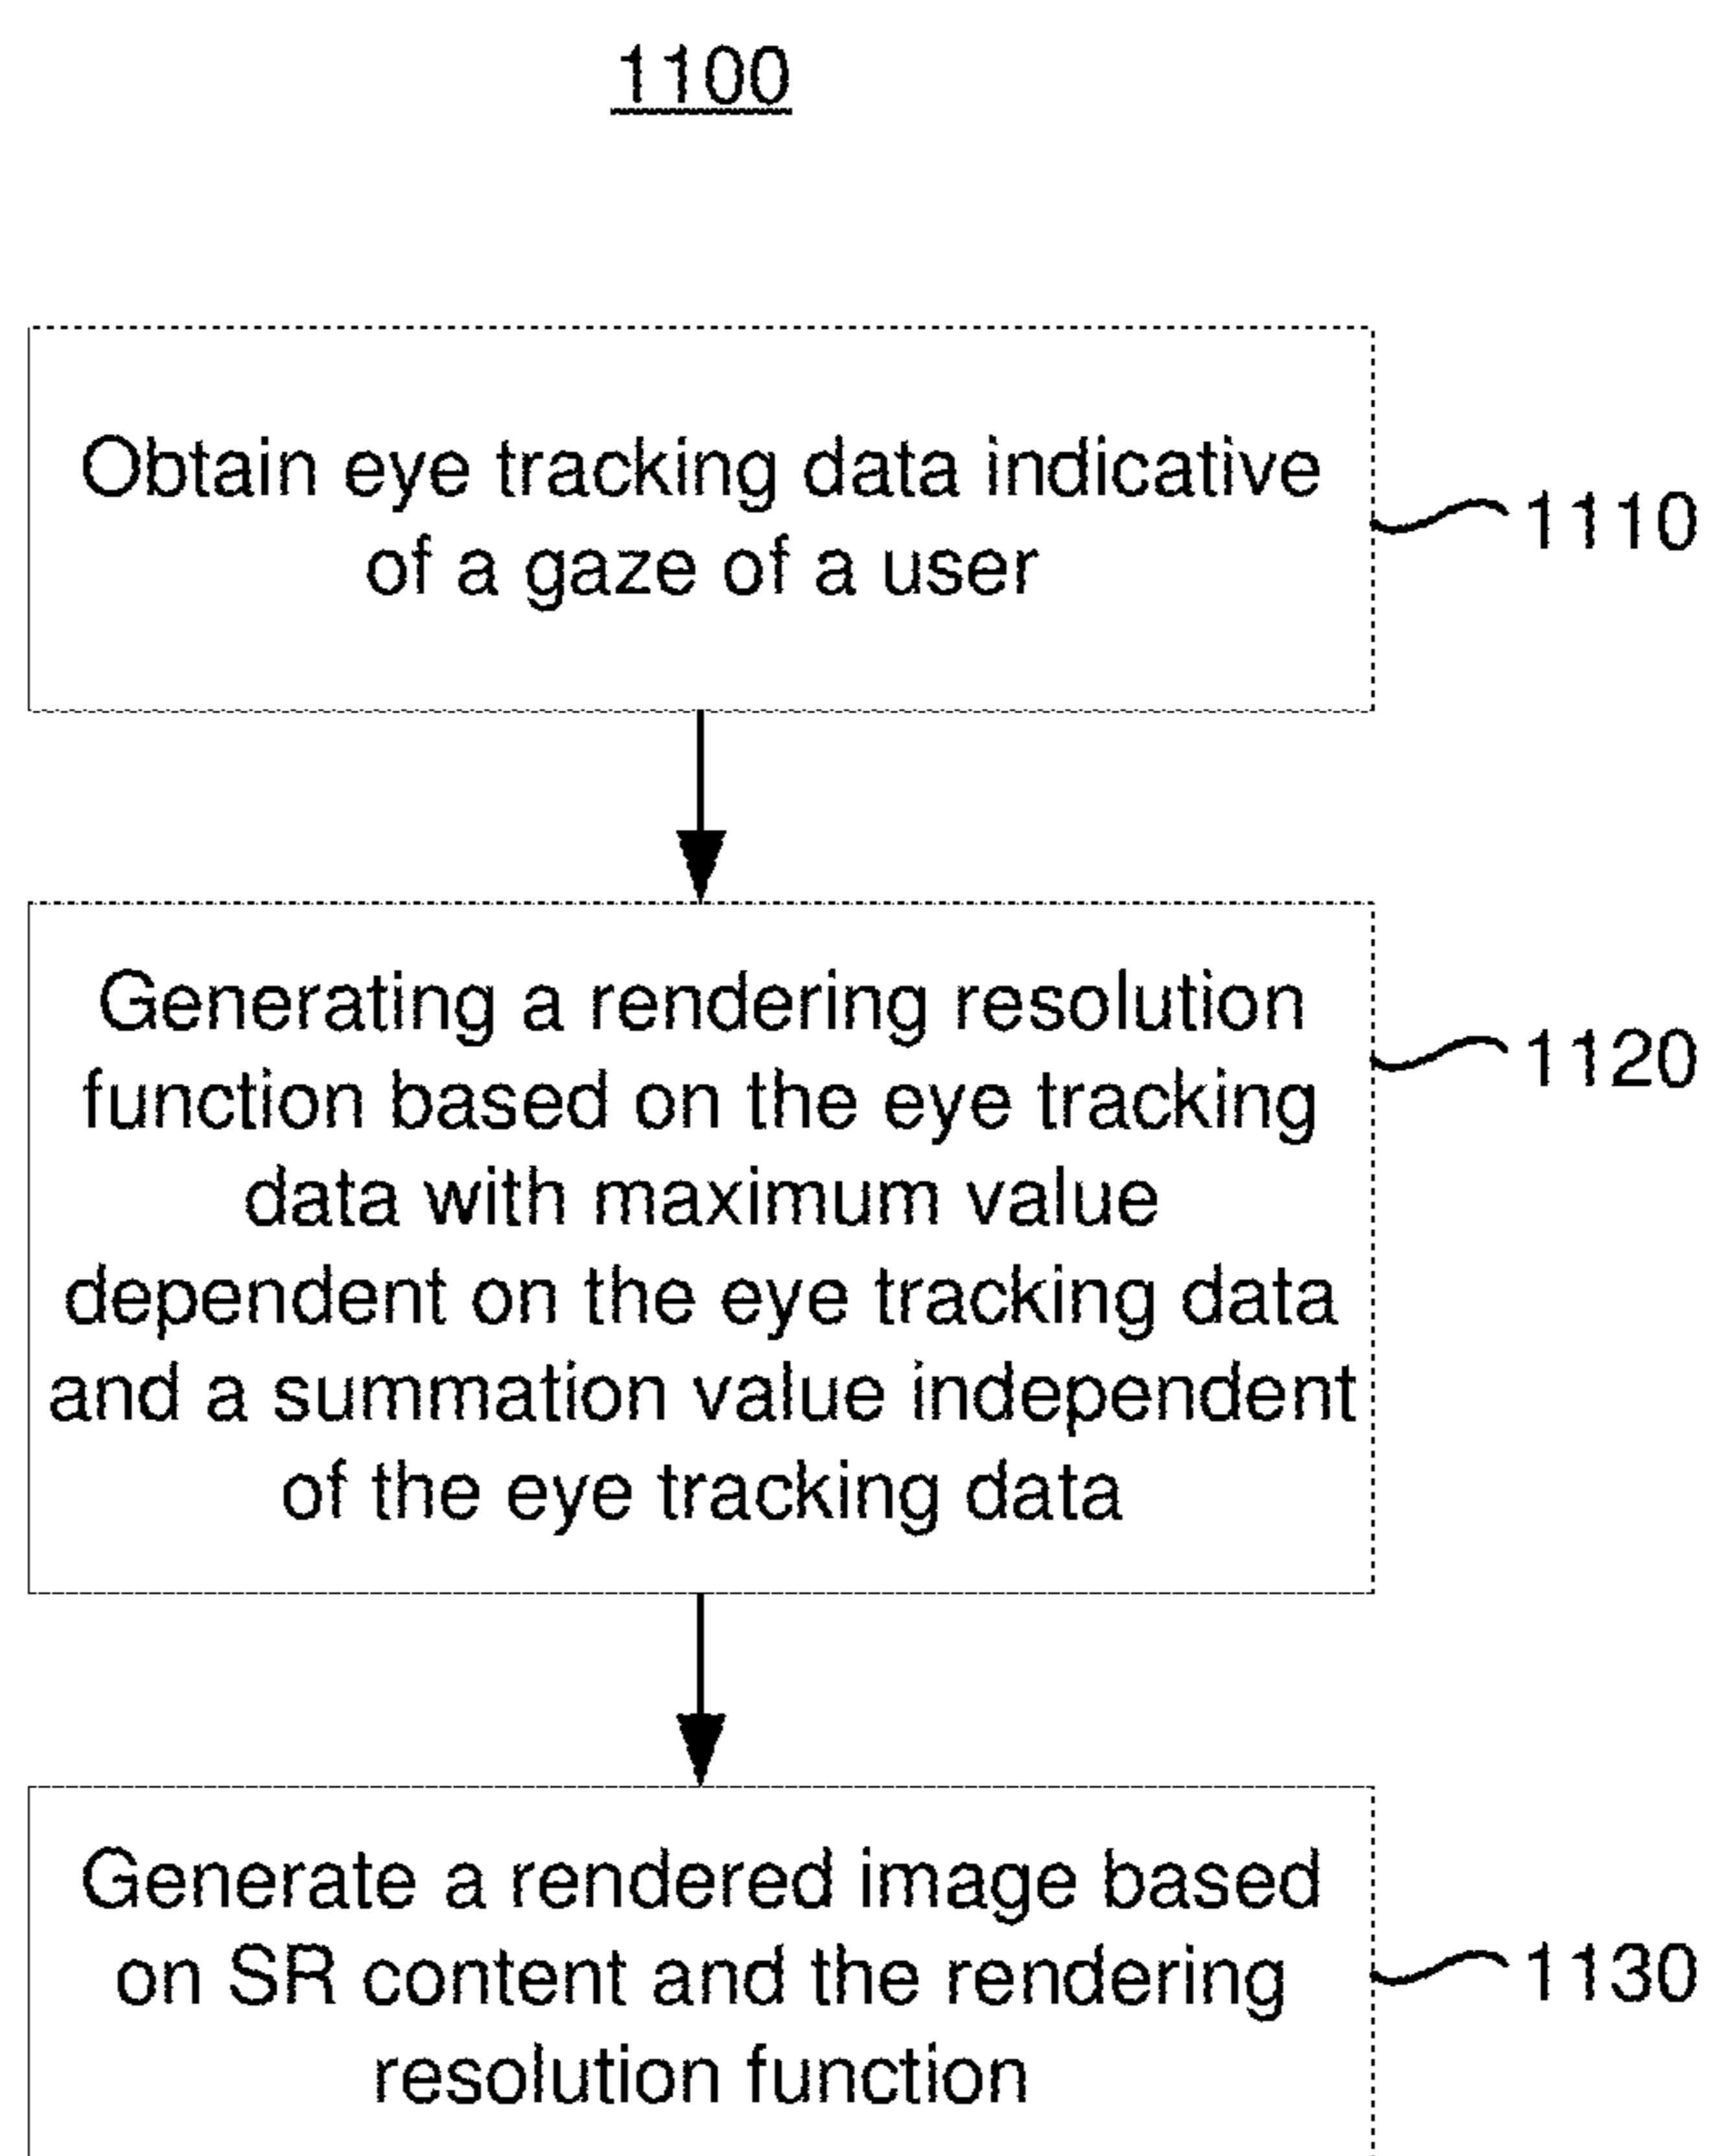 1100
Obtain eye tracking data indicative
of a gaze of a user
1110
Generating a rendering resolution
function based on the eye tracking
data with maximum value
dependent on the eye tracking data
and a summation value independent
of the eye tracking data
1120
Generate a rendered image based
on SR content and the rendering
resolution function
1130